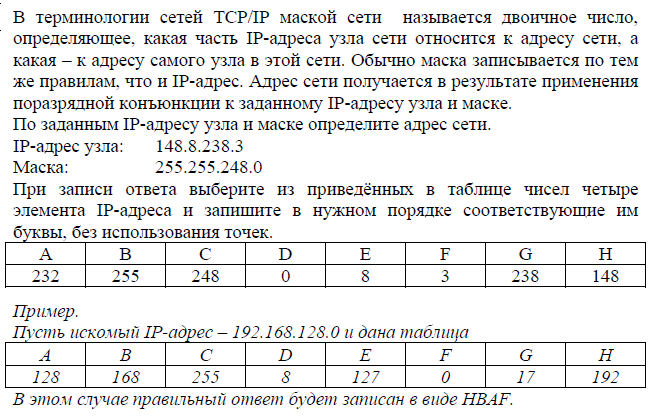 В терминологии сетей TCP/IP маской сети называется двоичное число,
определяющее, какая часть IP-адреса узла сети относится к адресу сети, а
какая – к адресу самого узла в этой сети. Обычно маска записывается по тем
же правилам, что и IP-адрес. Адрес сети получается в результате применения
поразрядной конъюнкции к заданному IP-адресу узла и маске.
По заданным IP-адресу узла и маске определите адрес сети.
IP-адрес узла: 148.8.238.3
Маска: 255.255.248.0
При записи ответа выберите из приведённых в таблице чисел четыре
элемента IP-адреса и запишите в нужном порядке соответствующие им
буквы, без использования точек.
A B C D E F G H
232 255 248 0 8 3 238 148
Пример.
Пусть искомый IP-адрес – 192.168.128.0 и дана таблица
A B C D E F G H
128 168 255 8 127 0 17 192
В этом случае правильный ответ будет записан в виде HBAF.